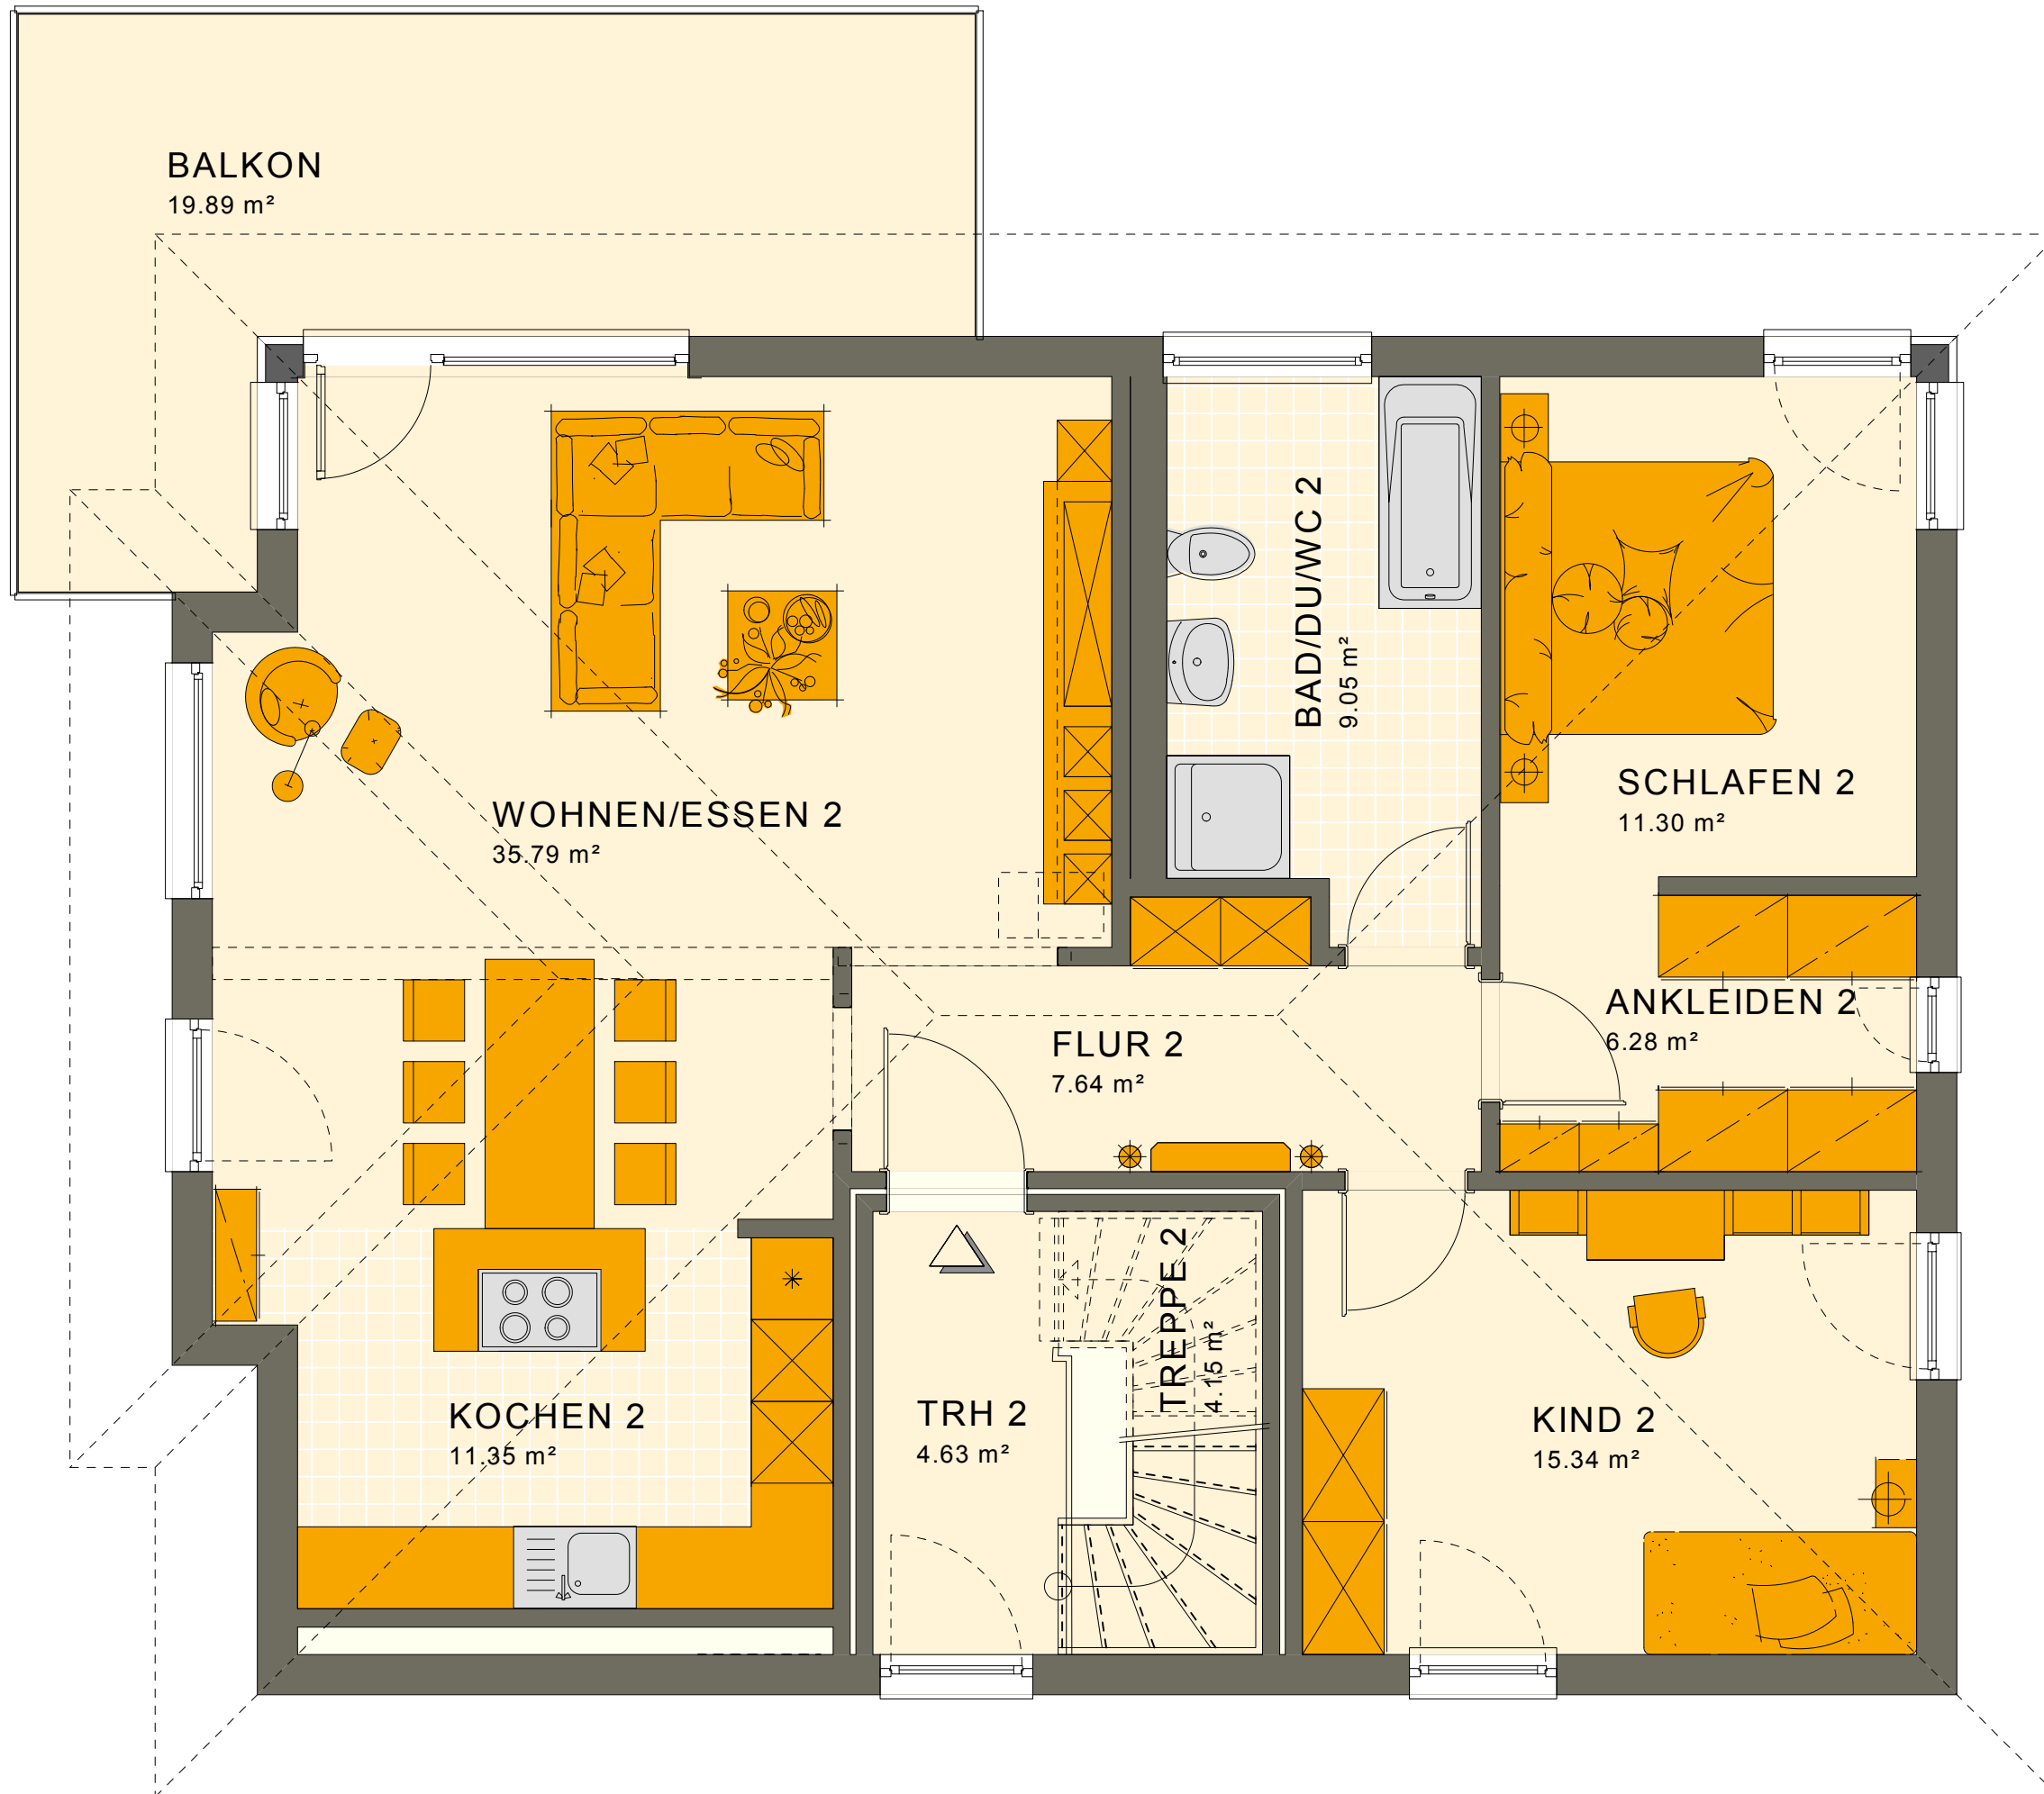 BALKON
19.89 m²
WOHNEN/ESSEN 2
35.79 m²
BAD/DU/WC 2
9.05 m²
SCHLAFEN 2
11.30 m²
ANKLEIDEN 2
6.28 m²
FLUR 2
7.64 m²
KOCHEN 2
11.35 m²
TRH 2
4.63 m²
TREPPE 2
4.15 m²
KIND 2
15.34 m²